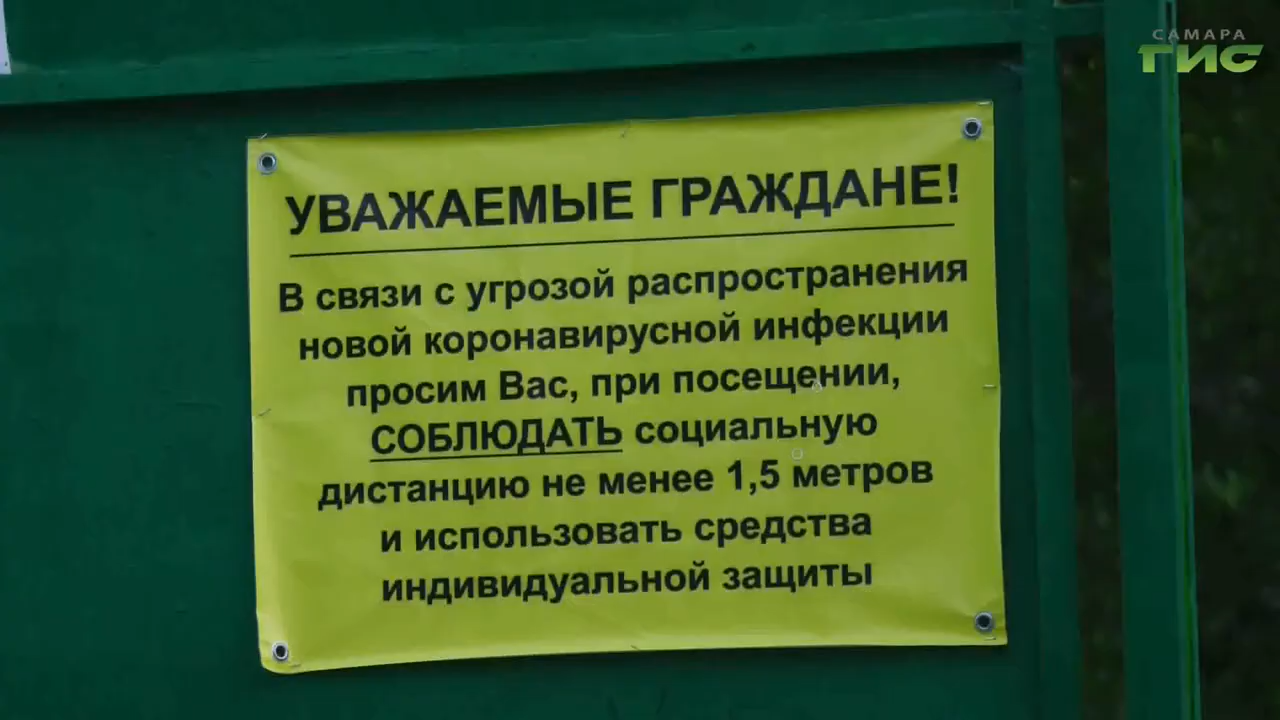 САМАРА
ГИС
УВАЖАЕМЫЕ ГРАЖДАНЕ!
В связи с угрозой распространения
новой коронавирусной инфекции
просим Вас, при посещении,
СОБЛЮДАТЬ социальную
дистанцию не менее 1,5 метров
и использовать средства
индивидуальной защиты